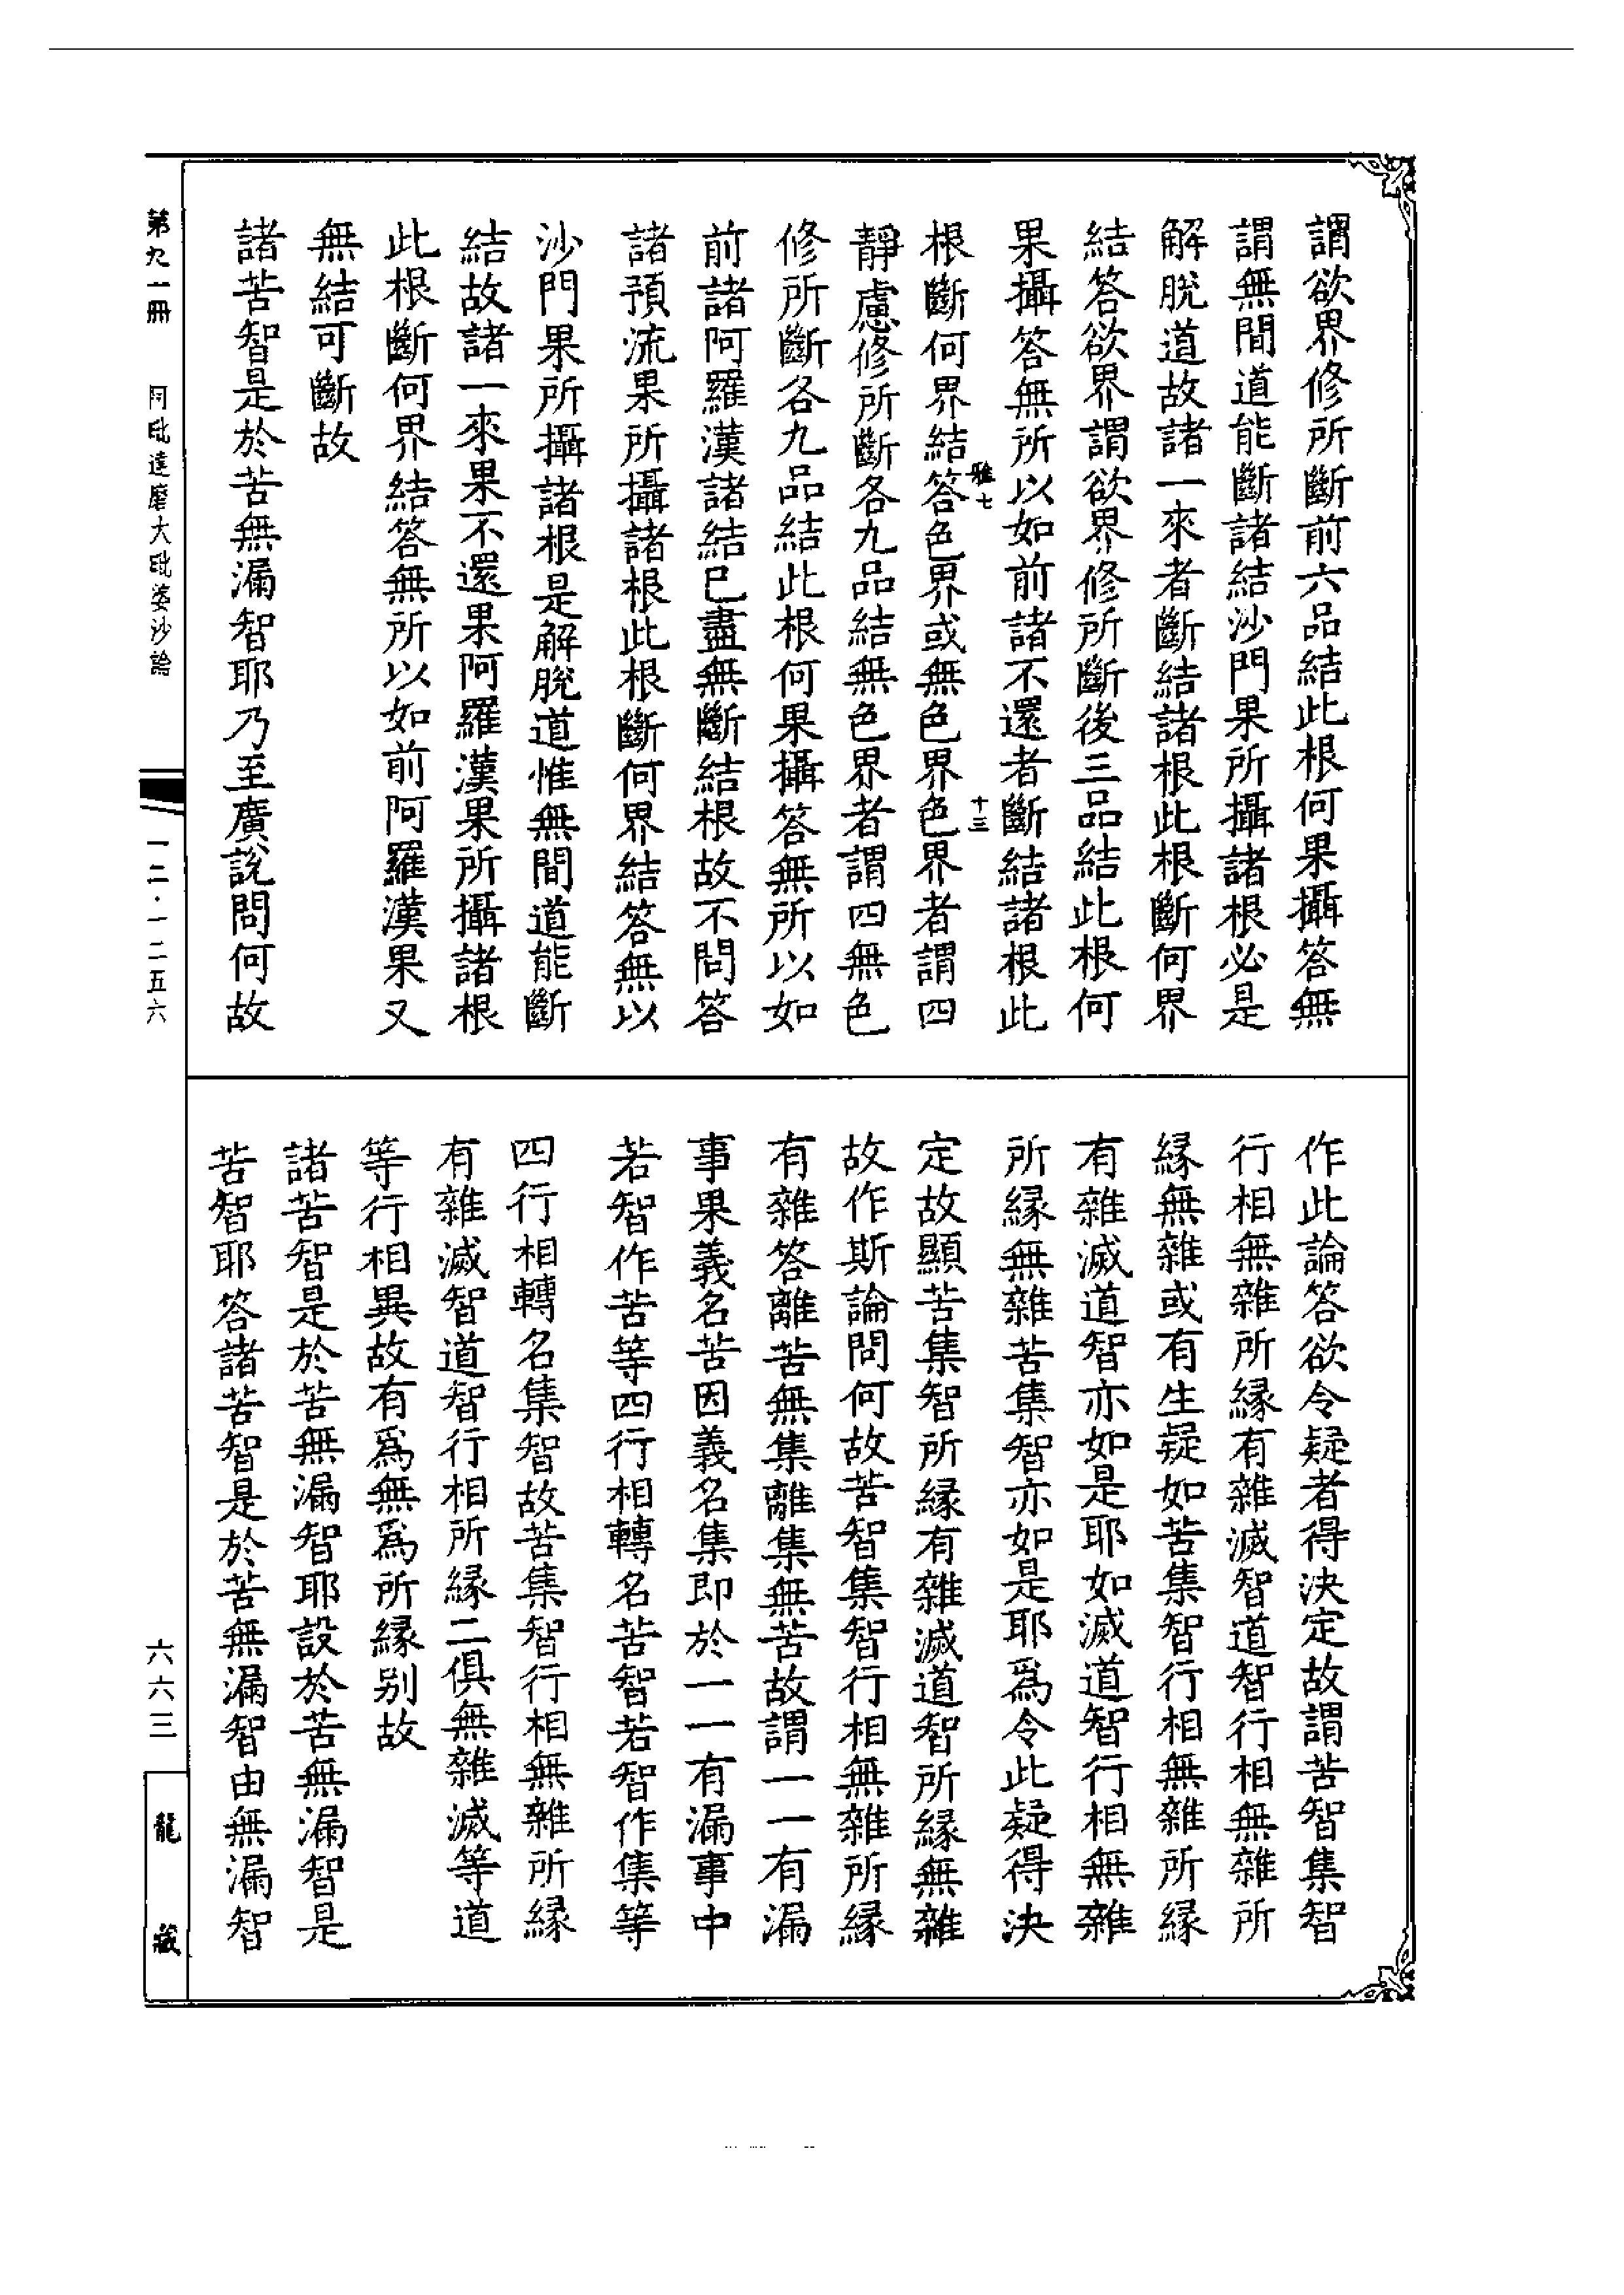 謂欲界修所斷前六品結此根何果攝答無
謂無間道能斷諸結沙門果所攝諸根必是
解脫道故諸一來者斷結諸根此根斷何界
結答欲界謂欲界修所斷後三品結此根何
果攝答無所以如前諸不還者斷結諸根此
根斷何界結答色界或無色界色界者謂四
雅七
十三
靜慮修所斷各九品結無色界者謂四無色
修所斷各九品結此根何果攝答無所以如
前諸阿羅漢諸結已盡無斷結根故不問答
諸預流果所攝諸根此根斷何界結答無以
沙門果所攝諸根是解脫道惟無間道能斷
結故諸一來果不還果阿羅漢果所攝諸根
此根斷何界結答無所以如前阿羅漢果又
無結可斷故
諸苦智是於苦無漏智耶乃至廣說問何故
作此論答欲令疑者得決定故謂苦智集智
行相無雜所緣有雜滅智道智行相無雜所
緣無雜或有生疑如苦集智行相無雜所緣
有雜滅道智亦如是耶如滅道智行相無雜
所緣無雜苦集智亦如是耶爲令此疑得決
定故顯苦集智所緣有雜滅道智所緣無雜
故作斯論問何故苦智集智行相無雜所緣
有雜答離苦無集離集無苦故謂一一有漏
事果義名苦因義名集即於一一有漏事中
若智作苦等四行相轉名苦智若智作集等
四行相轉名集智故苦集智行相無雜所緣
有雜滅智道智行相所緣二俱無雜滅等道
等行相異故有爲無爲所緣別故
諸苦智是於苦無漏智耶設於苦無漏智是
苦智耶答諸苦智是於苦無漏智由無漏智
第九一冊
阿毗達磨大毗婆沙論
一二·一二五六
六六三
龍藏